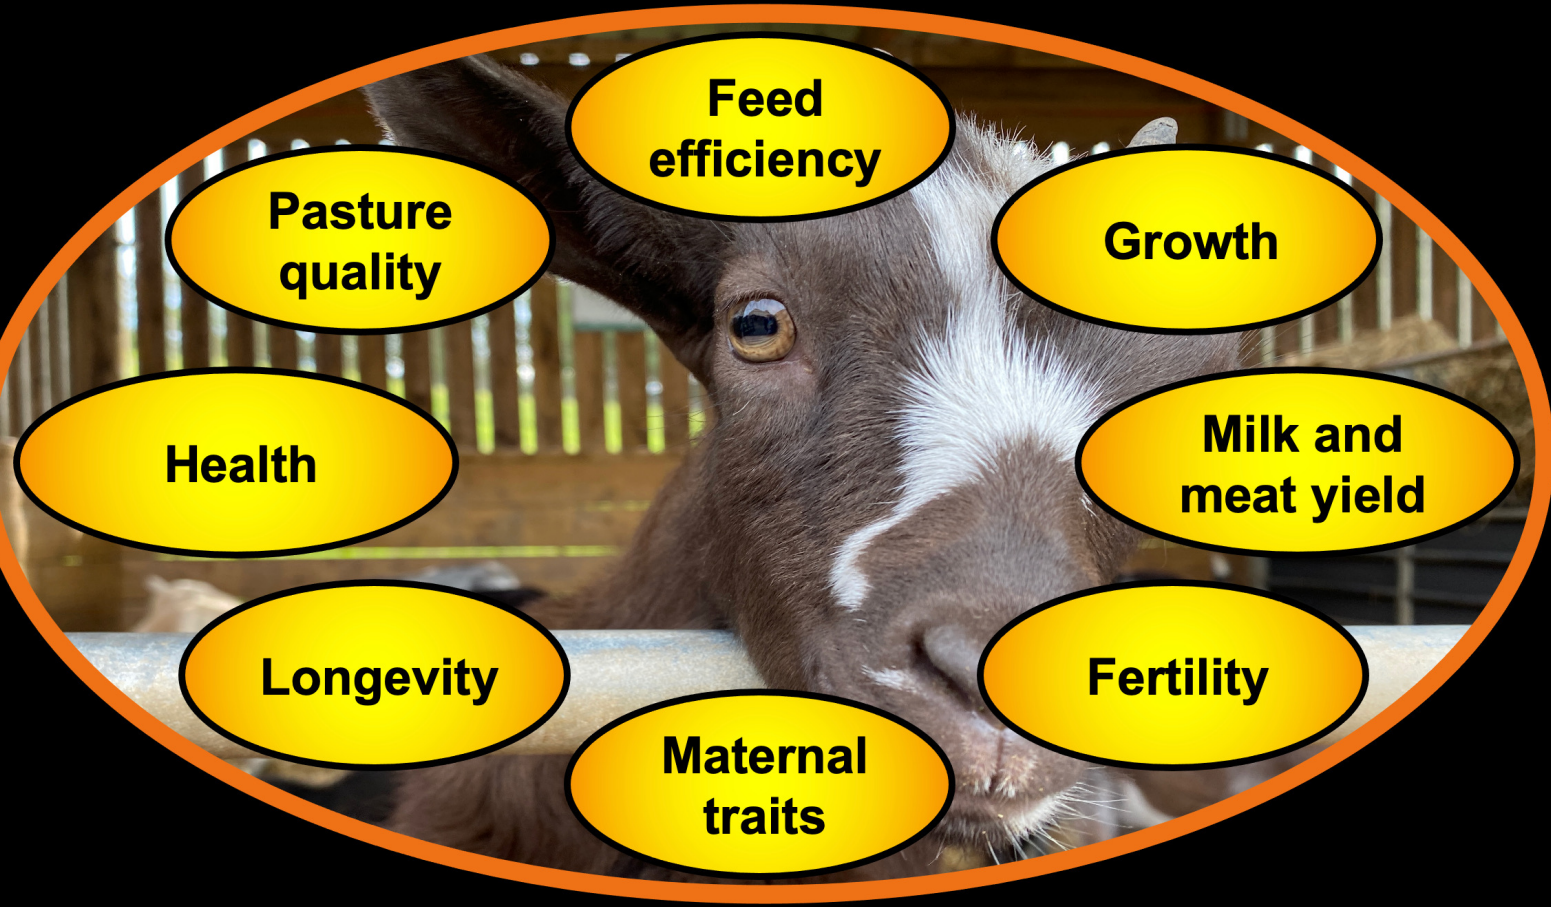 Feed
efficiency
Pasture
quality
Growth
Health
Milk and
meat yield
Longevity
Fertility
Maternal
traits